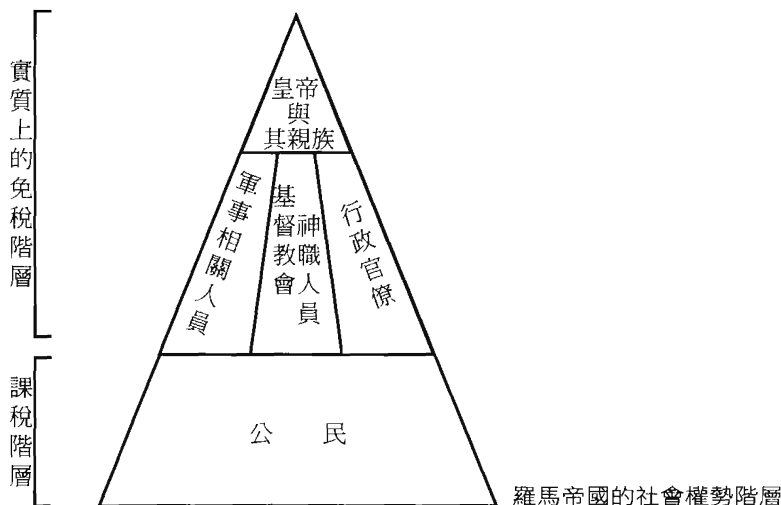 實質上的免稅階層
課稅階層
皇帝
與
其親族
軍事相關人員
基督教會
神職人員
行政官僚
公民
羅馬帝國的社會權勢階層